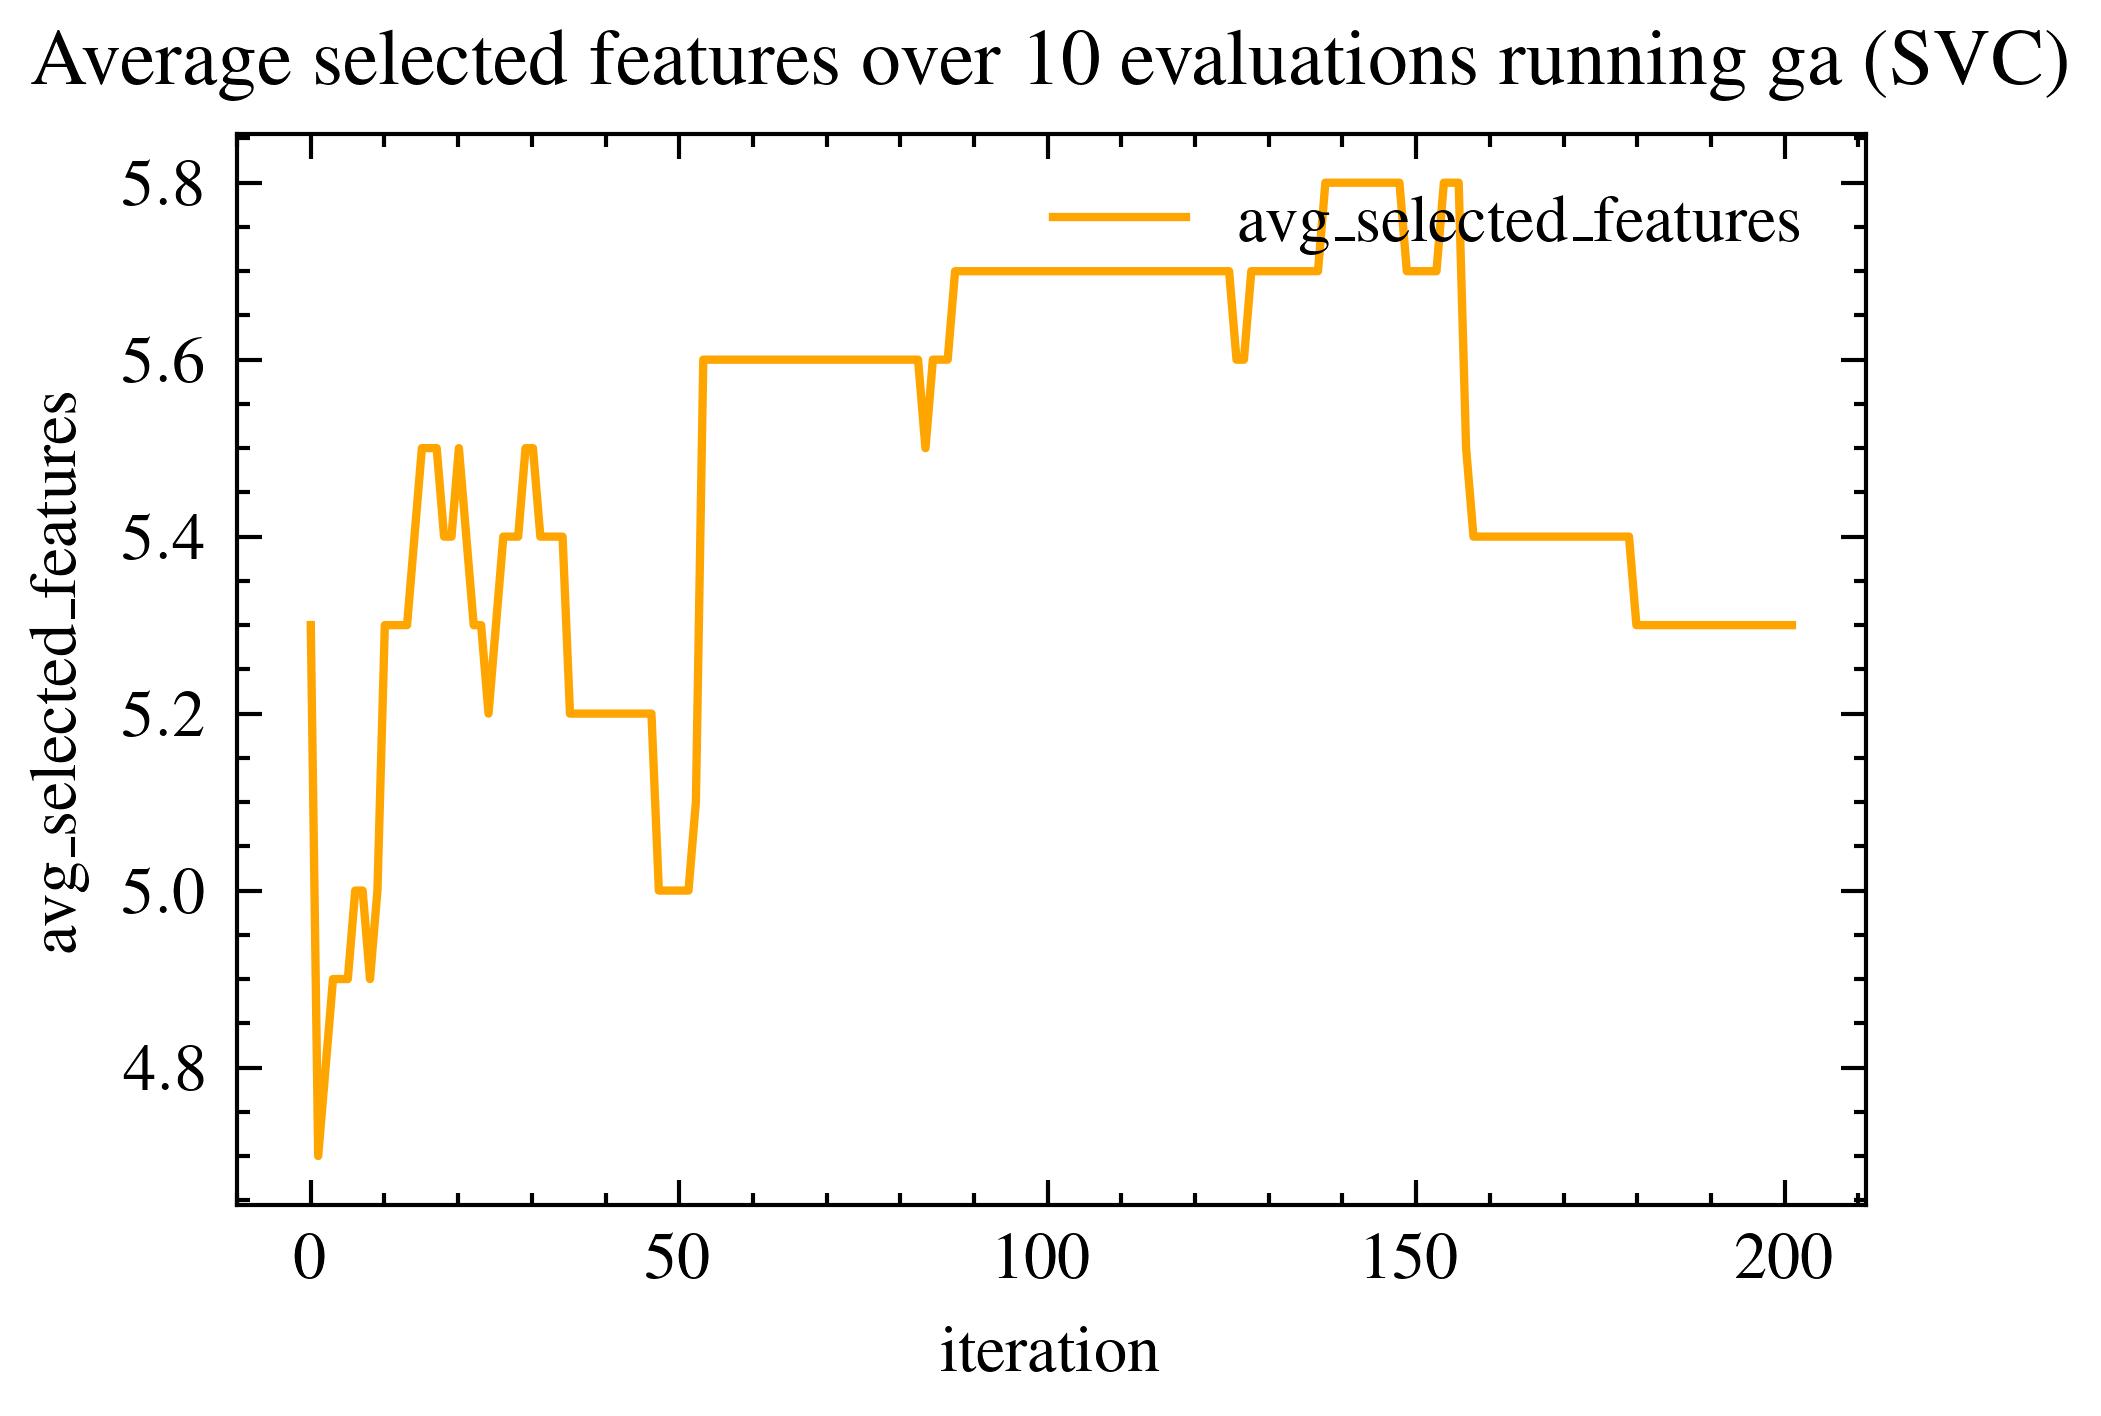 Average selected features over 10 evaluations running ga (SVC)
avg_selected_features
5.8
5.6
5.4
5.2
5.0
4.8
avg_selected_features
0 50 100 150 200
iteration